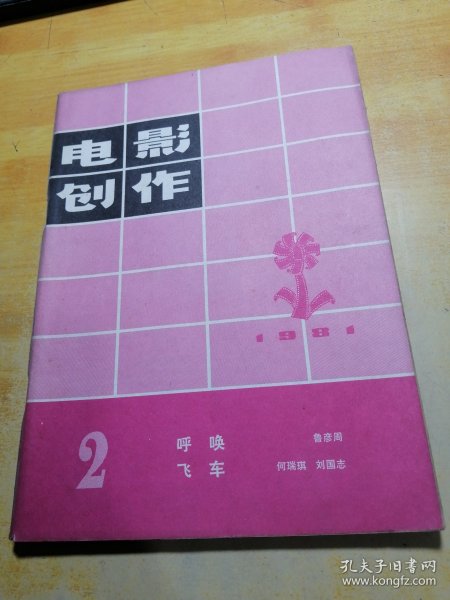 电影
创作
1981
2
呼唤 鲁彦周
飞车 何瑞琪 刘国志
孔夫子旧书网
www.kongfz.com